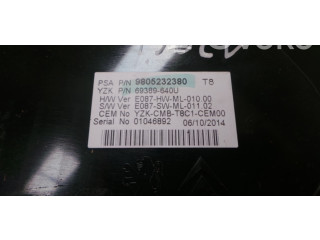 PSA P/N 9805232380 T8
YZK P/N 69389-640U
H/W Ver E087-HW-ML-010.00
S/W Ver E087-SW-ML-011.02
CEM No YZK-CMB-T8C1-CEM00
Serial No 01046892 06/10/2014